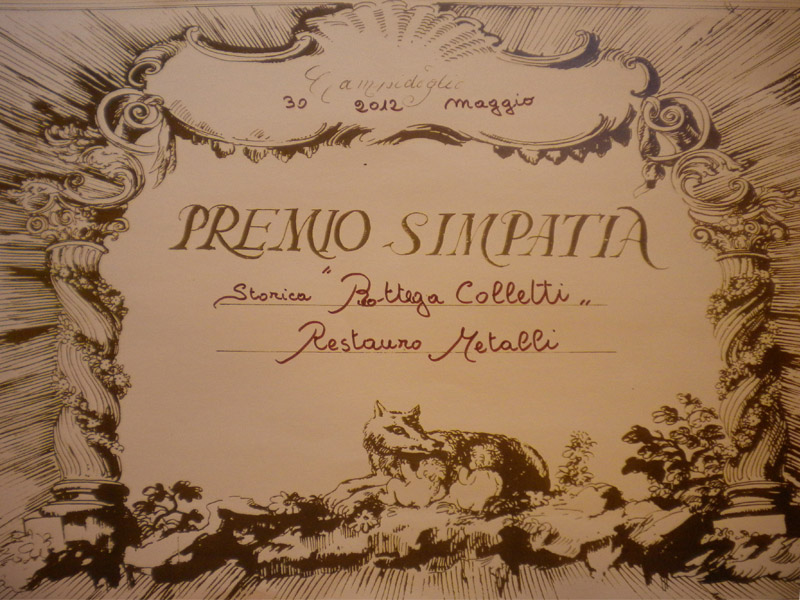 Campidoglio
30 2012 maggio
PREMIO SIMPATIA
Storica "Bottega Colletti"
Restauro Metalli